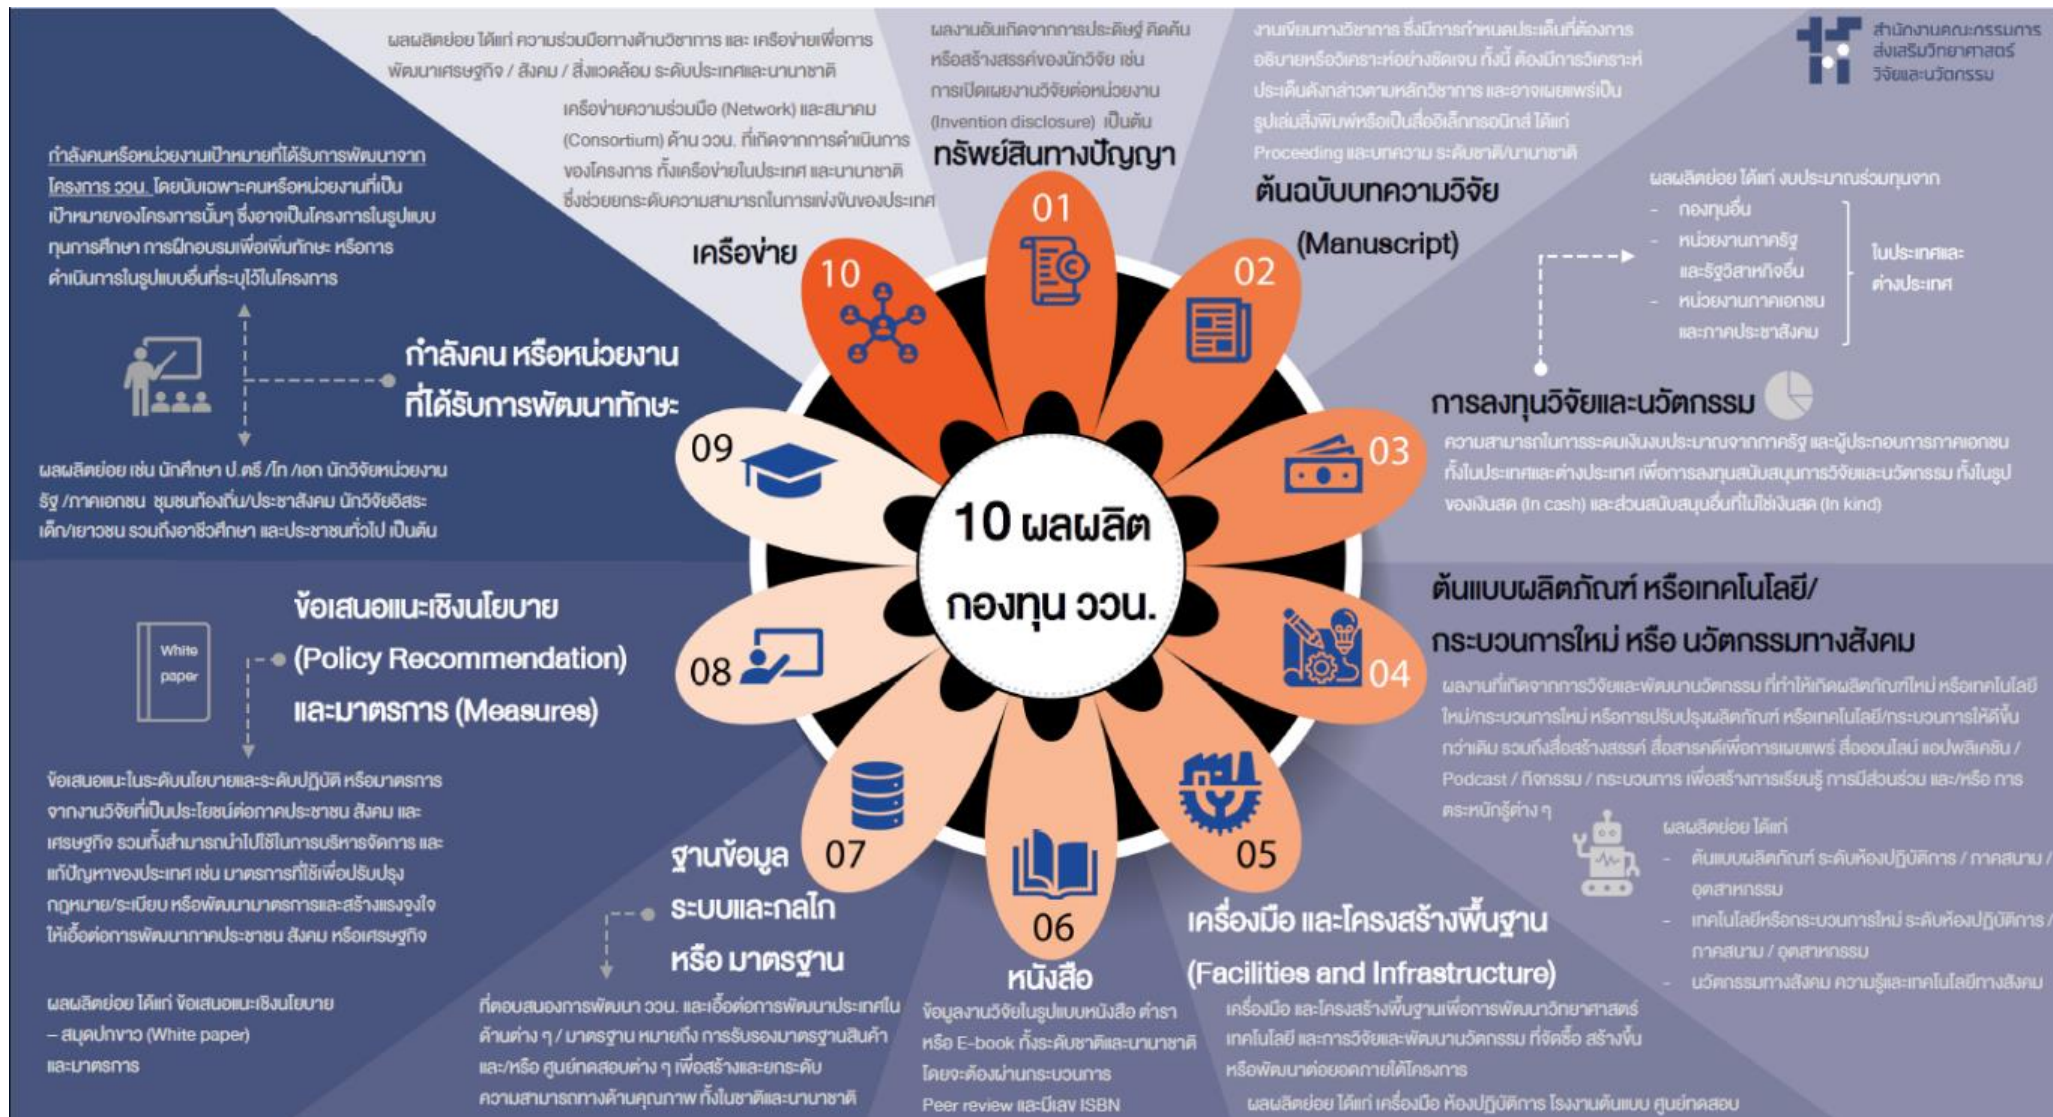 สำนักงานคณะกรรมการ
ส่งเสริมวิทยาศาสตร์
วิจัยและนวัตกรรม
10 ผลผลิต
กองทุน ววน.
01
ทรัพย์สินทางปัญญา
ผลงานอันเกิดจากการประดิษฐ์ คิดค้น
หรือสร้างสรรค์ของนักวิจัย เช่น
การเปิดเผยงานวิจัยต่อหน่วยงาน
(Invention disclosure) เป็นต้น
02
ต้นฉบับบทความวิจัย
(Manuscript)
งานเขียนทางวิชาการ ซึ่งมีการกำหนดประเด็นที่ต้องการ
อธิบายหรือวิเคราะห์อย่างชัดเจน ทั้งนี้ ต้องมีการวิเคราะห์
ประเด็นดังกล่าวตามหลักวิชาการ และอาจเผยแพร่เป็น
รูปเล่มสิ่งพิมพ์หรือเป็นสื่ออิเล็กทรอนิกส์ ได้แก่
Proceeding และบทความ ระดับชาติ/นานาชาติ
03
การลงทุนวิจัยและนวัตกรรม
ความสามารถในการระดมเงินงบประมาณจากภาครัฐ และผู้ประกอบการภาคเอกชน
ทั้งในประเทศและต่างประเทศ เพื่อการลงทุนสนับสนุนการวิจัยและนวัตกรรม ทั้งในรูป
ของเงินสด (In cash) และส่วนสนับสนุนอื่นที่ไม่ใช่เงินสด (In kind)
ผลผลิตย่อย ได้แก่ งบประมาณร่วมทุนจาก
- กองทุนอื่น
- หน่วยงานภาครัฐ
และรัฐวิสาหกิจอื่น
- หน่วยงานภาคเอกชน
และภาคประชาสังคม
ในประเทศและ
ต่างประเทศ
04
ต้นแบบผลิตภัณฑ์ หรือเทคโนโลยี/
กระบวนการใหม่ หรือ นวัตกรรมทางสังคม
ผลงานที่เกิดจากการวิจัยและพัฒนานวัตกรรม ที่ทำให้เกิดผลิตภัณฑ์ใหม่ หรือเทคโนโลยี
ใหม่/กระบวนการใหม่ หรือการปรับปรุงผลิตภัณฑ์ หรือเทคโนโลยี/กระบวนการให้ดีขึ้น
กว่าเดิม รวมถึงสื่อสร้างสรรค์ สื่อสารคดีเพื่อการเผยแพร่ สื่อออนไลน์ แอปพลิเคชัน /
Podcast / กิจกรรม / กระบวนการ เพื่อสร้างการเรียนรู้ การมีส่วนร่วม และ/หรือ การ
ตระหนักรู้ต่าง ๆ
ผลผลิตย่อย ได้แก่
- ต้นแบบผลิตภัณฑ์ ระดับห้องปฏิบัติการ / ภาคสนาม /
อุตสาหกรรม
- เทคโนโลยีหรือกระบวนการใหม่ ระดับห้องปฏิบัติการ /
ภาคสนาม / อุตสาหกรรม
- นวัตกรรมทางสังคม ความรู้และเทคโนโลยีทางสังคม
05
เครื่องมือ และโครงสร้างพื้นฐาน
(Facilities and Infrastructure)
เครื่องมือ และโครงสร้างพื้นฐานเพื่อการพัฒนาวิทยาศาสตร์
เทคโนโลยี และการวิจัยและพัฒนานวัตกรรม ที่จัดซื้อ สร้างขึ้น
หรือพัฒนาต่อยอดภายใต้โครงการ
ผลผลิตย่อย ได้แก่ เครื่องมือ ห้องปฏิบัติการ โรงงานต้นแบบ ศูนย์ทดสอบ
06
หนังสือ
ข้อมูลงานวิจัยในรูปแบบหนังสือ ตำรา
หรือ E-book ทั้งระดับชาติและนานาชาติ
โดยจะต้องผ่านกระบวนการ
Peer review และมีเลข ISBN
07
ฐานข้อมูล
ระบบและกลไก
หรือ มาตรฐาน
ที่ตอบสนองการพัฒนา ววน. และเอื้อต่อการพัฒนาประเทศใน
ด้านต่าง ๆ / มาตรฐาน หมายถึง การรับรองมาตรฐานสินค้า
และ/หรือ ศูนย์ทดสอบต่าง ๆ เพื่อสร้างและยกระดับ
ความสามารถทางด้านคุณภาพ ทั้งในชาติและนานาชาติ
08
ข้อเสนอแนะเชิงนโยบาย
(Policy Recommendation)
และมาตรการ (Measures)
White
paper
ข้อเสนอแนะในระดับนโยบายและระดับปฏิบัติ หรือมาตรการ
จากงานวิจัยที่เป็นประโยชน์ต่อภาคประชาชน สังคม และ
เศรษฐกิจ รวมทั้งสามารถนำไปใช้ในการบริหารจัดการ และ
แก้ปัญหาของประเทศ เช่น มาตรการที่ใช้เพื่อปรับปรุง
กฎหมาย/ระเบียบ หรือพัฒนามาตรการและสร้างแรงจูงใจ
ให้เอื้อต่อการพัฒนาภาคประชาชน สังคม หรือเศรษฐกิจ
ผลผลิตย่อย ได้แก่ ข้อเสนอแนะเชิงนโยบาย
– สมุดปกขาว (White paper)
และมาตรการ
09
กำลังคน หรือหน่วยงาน
ที่ได้รับการพัฒนาทักษะ
กำลังคนหรือหน่วยงานเป้าหมายที่ได้รับการพัฒนาจาก
โครงการ ววน. โดยนับเฉพาะคนหรือหน่วยงานที่เป็น
เป้าหมายของโครงการนั้นๆ ซึ่งอาจเป็นโครงการในรูปแบบ
ทุนการศึกษา การฝึกอบรมเพื่อเพิ่มทักษะ หรือการ
ดำเนินการในรูปแบบอื่นที่ระบุไว้ในโครงการ
ผลผลิตย่อย เช่น นักศึกษา ป.ตรี /โท /เอก นักวิจัยหน่วยงาน
รัฐ /ภาคเอกชน ชุมชนท้องถิ่น/ประชาสังคม นักวิจัยอิสระ
เด็ก/เยาวชน รวมถึงอาชีวศึกษา และประชาชนทั่วไป เป็นต้น
10
เครือข่าย
ผลผลิตย่อย ได้แก่ ความร่วมมือทางด้านวิชาการ และ เครือข่ายเพื่อการ
พัฒนาเศรษฐกิจ / สังคม / สิ่งแวดล้อม ระดับประเทศและนานาชาติ
เครือข่ายความร่วมมือ (Network) และสมาคม
(Consortium) ด้าน ววน. ที่เกิดจากการดำเนินการ
ของโครงการ ทั้งเครือข่ายในประเทศ และนานาชาติ
ซึ่งช่วยยกระดับความสามารถในการแข่งขันของประเทศ